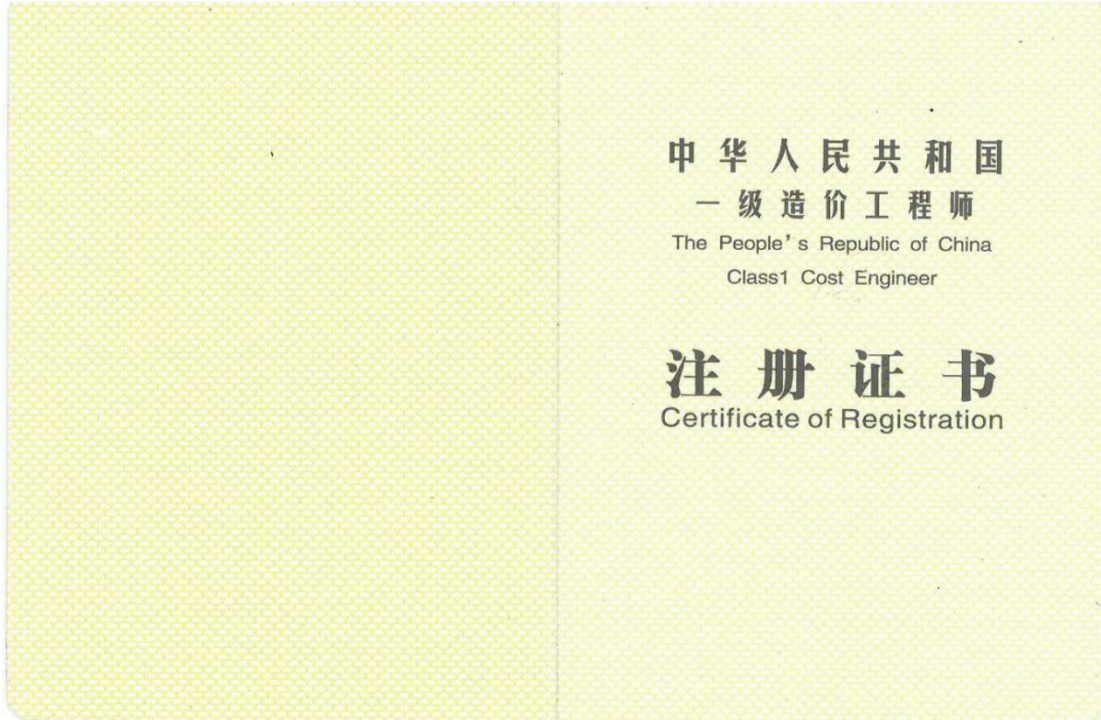 中华人民共和国
一级造价工程师
The People's Republic of China
Class1 Cost Engineer
注册证书
Certificate of Registration